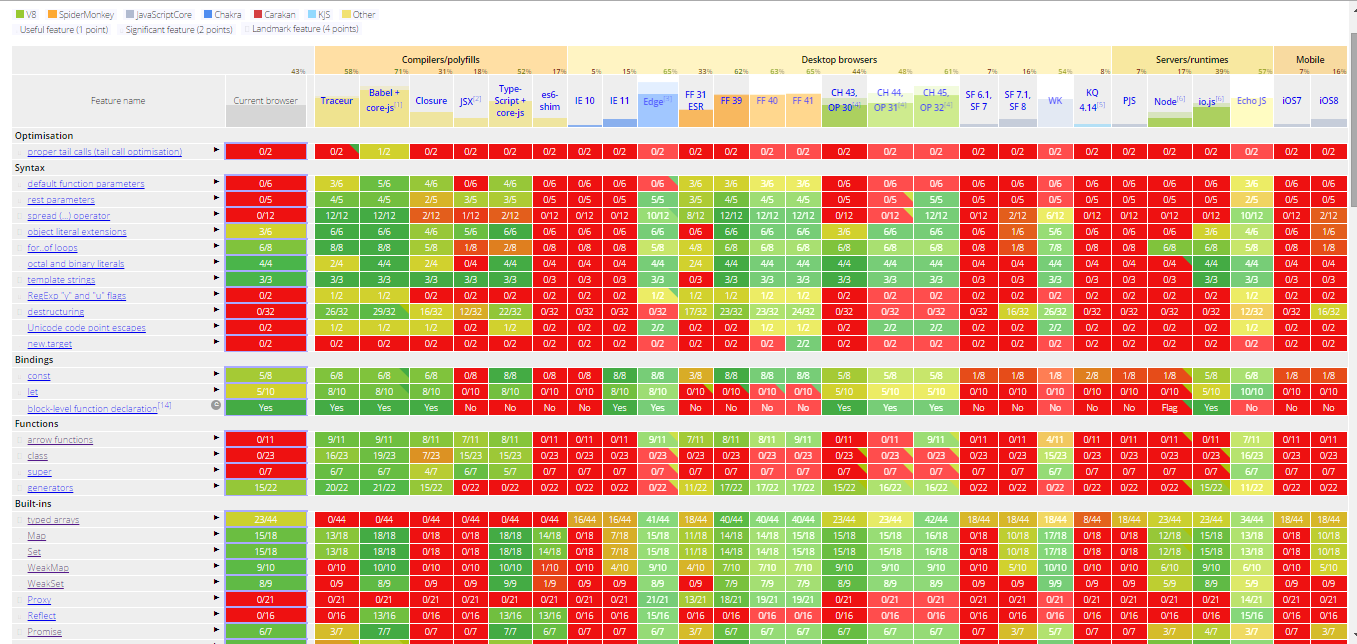 V8 SpiderMonkey JavaScriptCore Chakra Carakan KJS Other
Useful feature (1 point) Significant feature (2 points) Landmark feature (4 points)
Compilers/polyfills Desktop browsers Servers/runtimes Mobile
43% 58% 71% 31% 18% 52% 17% 5% 15% 65% 33% 62% 63% 65% 44% 48% 61% 7% 16% 54% 8% 7% 17% 39% 57% 7% 16%
Feature name Current browser Traceur Babel + core-js[1] Closure JSX[2] Type-Script + core-js es6-shim IE 10 IE 11 Edge[3] FF 31 ESR FF 39 FF 40 FF 41 CH 43, OP 30[4] CH 44, OP 31[4] CH 45, OP 32[4] SF 6.1, SF 7 SF 7.1, SF 8 WK KQ 4.14[5] PJS Node[6] io.js[6] Echo JS iOS7 iOS8
Optimisation
proper tail calls (tail call optimisation) 0/2 0/2 1/2 0/2 0/2 0/2 0/2 0/2 0/2 0/2 0/2 0/2 0/2 0/2 0/2 0/2 0/2 0/2 0/2 0/2 0/2 0/2 0/2 0/2 0/2 0/2 0/2
Syntax
default function parameters 0/6 3/6 5/6 4/6 0/6 4/6 0/6 0/6 0/6 0/6 3/6 3/6 3/6 3/6 0/6 0/6 0/6 0/6 0/6 0/6 0/6 0/6 0/6 0/6 3/6 0/6 0/6
rest parameters 0/5 4/5 4/5 2/5 3/5 3/5 0/5 0/5 0/5 5/5 3/5 4/5 4/5 4/5 0/5 0/5 5/5 0/5 0/5 0/5 0/5 0/5 0/5 0/5 2/5 0/5 0/5
spread (...) operator 0/12 12/12 12/12 2/12 1/12 2/12 0/12 0/12 0/12 10/12 8/12 12/12 12/12 12/12 0/12 0/12 12/12 0/12 2/12 6/12 0/12 0/12 0/12 0/12 10/12 0/12 2/12
object literal extensions 3/6 6/6 6/6 4/6 5/6 6/6 0/6 0/6 0/6 6/6 0/6 6/6 6/6 6/6 3/6 6/6 6/6 0/6 1/6 5/6 0/6 0/6 0/6 3/6 4/6 0/6 1/6
for..of loops 6/8 8/8 8/8 5/8 1/8 2/8 0/8 0/8 0/8 5/8 4/8 6/8 6/8 6/8 6/8 6/8 6/8 0/8 1/8 7/8 0/8 0/8 6/8 6/8 5/8 0/8 1/8
octal and binary literals 4/4 2/4 4/4 2/4 0/4 4/4 0/4 0/4 0/4 4/4 2/4 4/4 4/4 4/4 4/4 4/4 4/4 0/4 0/4 4/4 0/4 0/4 0/4 4/4 4/4 0/4 0/4
template strings 3/3 3/3 3/3 3/3 3/3 3/3 0/3 0/3 0/3 3/3 0/3 3/3 3/3 3/3 3/3 3/3 3/3 0/3 0/3 3/3 0/3 0/3 0/3 3/3 3/3 0/3 0/3
RegExp "y" and "u" flags 0/2 1/2 1/2 0/2 0/2 0/2 0/2 0/2 0/2 1/2 1/2 1/2 1/2 1/2 0/2 0/2 0/2 0/2 0/2 0/2 0/2 0/2 0/2 0/2 0/2 0/2 0/2
destructuring 0/32 26/32 29/32 16/32 12/32 22/32 0/32 0/32 0/32 0/32 17/32 23/32 23/32 24/32 0/32 0/32 0/32 0/32 16/32 26/32 0/32 0/32 0/32 0/32 12/32 0/32 16/32
Unicode code point escapes 0/2 1/2 1/2 0/2 0/2 1/2 0/2 0/2 0/2 2/2 0/2 0/2 1/2 1/2 0/2 2/2 2/2 0/2 0/2 2/2 0/2 0/2 0/2 0/2 1/2 0/2 0/2
new.target 0/2 0/2 0/2 0/2 0/2 0/2 0/2 0/2 0/2 0/2 0/2 0/2 0/2 2/2 0/2 0/2 0/2 0/2 0/2 0/2 0/2 0/2 0/2 0/2 0/2 0/2 0/2
Bindings
const 5/8 6/8 6/8 6/8 0/8 8/8 0/8 0/8 8/8 8/8 3/8 8/8 8/8 8/8 5/8 5/8 5/8 1/8 1/8 1/8 2/8 1/8 1/8 5/8 6/8 1/8 1/8
let 5/10 8/10 8/10 8/10 0/10 8/10 0/10 0/10 8/10 8/10 0/10 0/10 0/10 0/10 5/10 5/10 5/10 0/10 0/10 0/10 0/10 0/10 0/10 5/10 10/10 0/10 0/10
block-level function declaration[14] Yes Yes Yes Yes No No No No Yes Yes No No No No Yes Yes Yes No No No No No Flag Yes No No No
Functions
arrow functions 0/11 9/11 9/11 8/11 7/11 8/11 0/11 0/11 0/11 9/11 7/11 8/11 8/11 9/11 0/11 0/11 9/11 0/11 0/11 4/11 0/11 0/11 0/11 0/11 7/11 0/11 0/11
class 0/23 16/23 19/23 7/23 15/23 15/23 0/23 0/23 0/23 0/23 0/23 0/23 0/23 0/23 0/23 0/23 0/23 0/23 0/23 15/23 0/23 0/23 0/23 0/23 16/23 0/23 0/23
super 0/7 6/7 6/7 4/7 6/7 5/7 0/7 0/7 0/7 0/7 0/7 0/7 0/7 0/7 0/7 0/7 0/7 0/7 0/7 6/7 0/7 0/7 0/7 0/7 6/7 0/7 0/7
generators 15/22 20/22 21/22 15/22 0/22 0/22 0/22 0/22 0/22 0/22 11/22 17/22 17/22 17/22 15/22 16/22 16/22 0/22 0/22 0/22 0/22 0/22 0/22 15/22 11/22 0/22 0/22
Built-ins
typed arrays 23/44 0/44 0/44 0/44 0/44 0/44 0/44 16/44 16/44 41/44 18/44 40/44 40/44 40/44 23/44 23/44 42/44 18/44 18/44 18/44 8/44 18/44 23/44 23/44 34/44 18/44 18/44
Map 15/18 13/18 18/18 0/18 0/18 18/18 14/18 0/18 7/18 15/18 11/18 14/18 15/18 15/18 15/18 15/18 16/18 0/18 10/18 17/18 0/18 0/18 12/18 15/18 13/18 0/18 10/18
Set 15/18 13/18 18/18 0/18 0/18 18/18 14/18 0/18 7/18 15/18 11/18 14/18 15/18 15/18 15/18 15/18 16/18 0/18 10/18 17/18 0/18 0/18 12/18 15/18 13/18 0/18 10/18
WeakMap 9/10 0/10 10/10 0/10 0/10 10/10 1/10 0/10 4/10 9/10 4/10 7/10 7/10 7/10 9/10 9/10 9/10 0/10 5/10 10/10 0/10 0/10 6/10 9/10 6/10 0/10 5/10
WeakSet 8/9 0/9 8/9 0/9 0/9 9/9 1/9 0/9 0/9 8/9 0/9 7/9 7/9 7/9 8/9 8/9 8/9 0/9 0/9 9/9 0/9 0/9 5/9 8/9 5/9 0/9 0/9
Proxy 0/21 0/21 0/21 0/21 0/21 0/21 0/21 0/21 0/21 21/21 13/21 18/21 19/21 19/21 0/21 0/21 0/21 0/21 0/21 0/21 0/21 0/21 0/21 0/21 14/21 0/21 0/21
Reflect 0/16 0/16 13/16 0/16 0/16 13/16 13/16 0/16 0/16 15/16 0/16 0/16 0/16 0/16 0/16 0/16 0/16 0/16 0/16 0/16 0/16 0/16 0/16 0/16 15/16 0/16 0/16
Promise 6/7 3/7 7/7 0/7 0/7 7/7 6/7 0/7 0/7 6/7 3/7 6/7 6/7 6/7 6/7 6/7 6/7 0/7 3/7 5/7 0/7 0/7 3/7 6/7 3/7 0/7 3/7